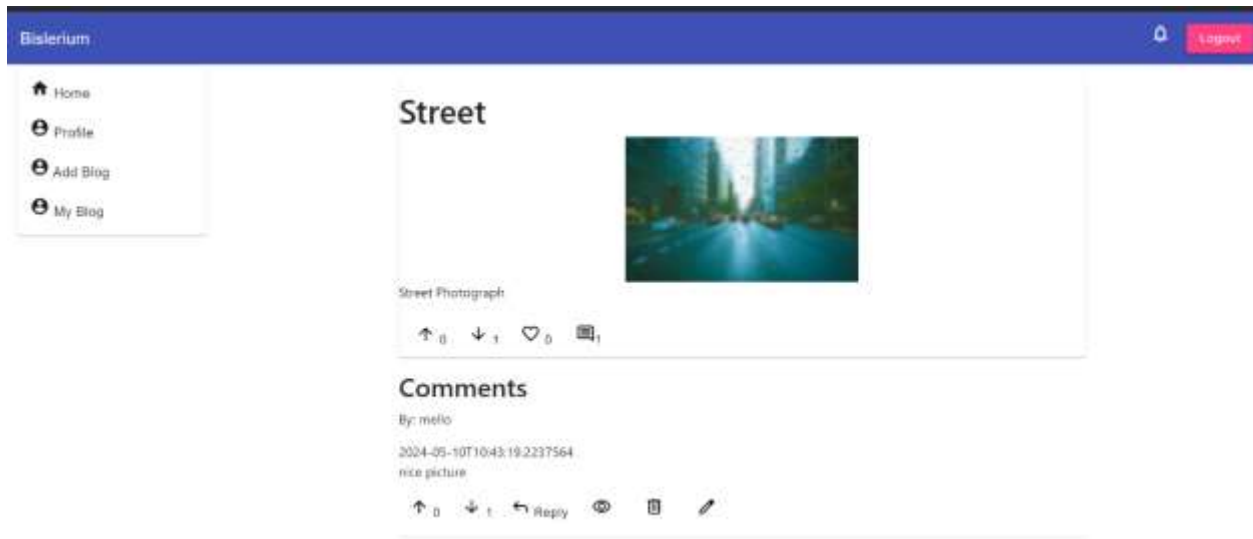 Bislerium
Logout
Home
Profile
Add Blog
My Blog
Street
Street Photograph
0 1 0 1
Comments
By: mello
2024-05-10T10:43:19.2237564
nice picture
0 1 Reply